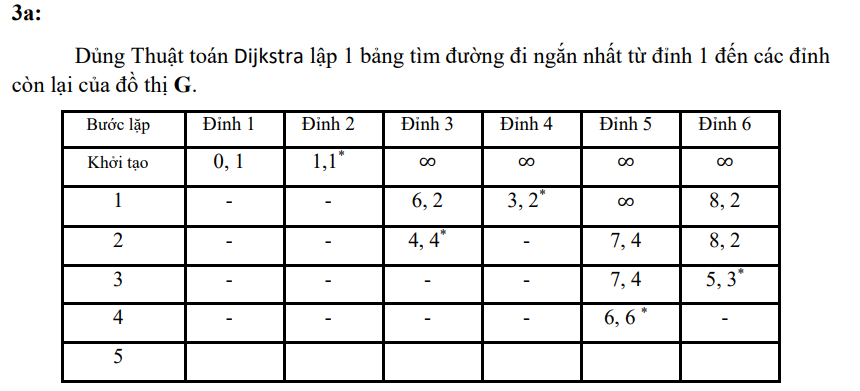 3a:
Dủng Thuật toán Dijkstra lập 1 bảng tìm đường đi ngắn nhất từ đỉnh 1 đến các đỉnh
còn lại của đồ thị G.
Bước lặp Đỉnh 1 Đỉnh 2 Đỉnh 3 Đỉnh 4 Đỉnh 5 Đỉnh 6
Khởi tạo 0, 1 1,1* ∞ ∞ ∞ ∞
1 - - 6, 2 3, 2* ∞ 8, 2
2 - - 4, 4* - 7, 4 8, 2
3 - - - - 7, 4 5, 3*
4 - - - - 6, 6 * -
5